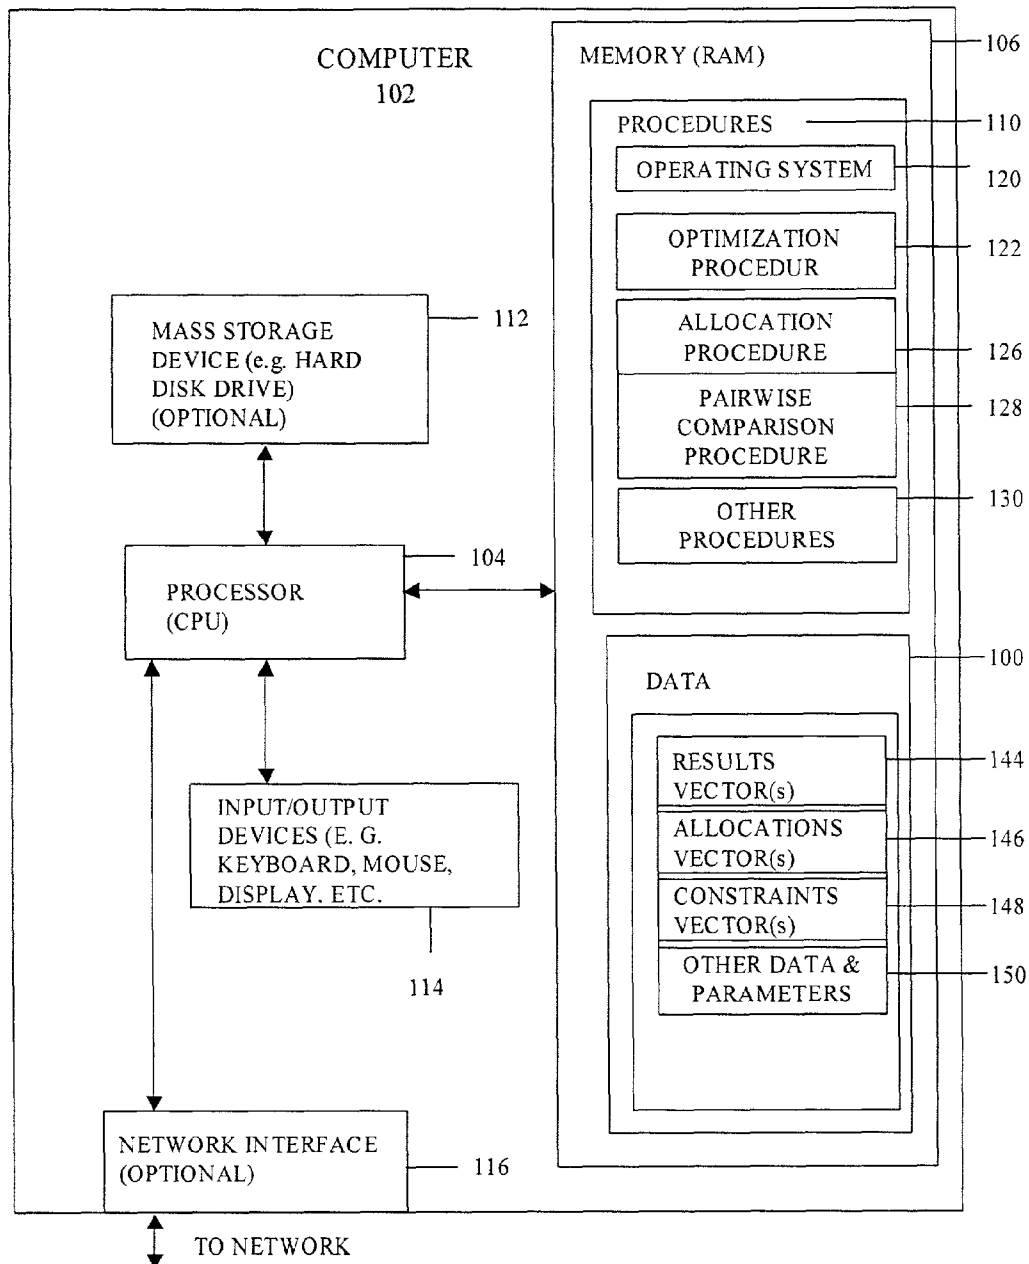 COMPUTER
102
MEMORY (RAM)
106
PROCEDURES
110
OPERATING SYSTEM
120
OPTIMIZATION
PROCEDUR
122
ALLOCATION
PROCEDURE
126
PAIRWISE
COMPARISON
PROCEDURE
128
OTHER
PROCEDURES
130
MASS STORAGE
DEVICE (e.g. HARD
DISK DRIVE)
(OPTIONAL)
112
PROCESSOR
(CPU)
104
INPUT/OUTPUT
DEVICES (E. G.
KEYBOARD, MOUSE,
DISPLAY. ETC.
114
DATA
100
RESULTS
VECTOR(s)
144
ALLOCATIONS
VECTOR(s)
146
CONSTRAINTS
VECTOR(s)
148
OTHER DATA &
PARAMETERS
150
NETWORK INTERFACE
(OPTIONAL)
116
TO NETWORK